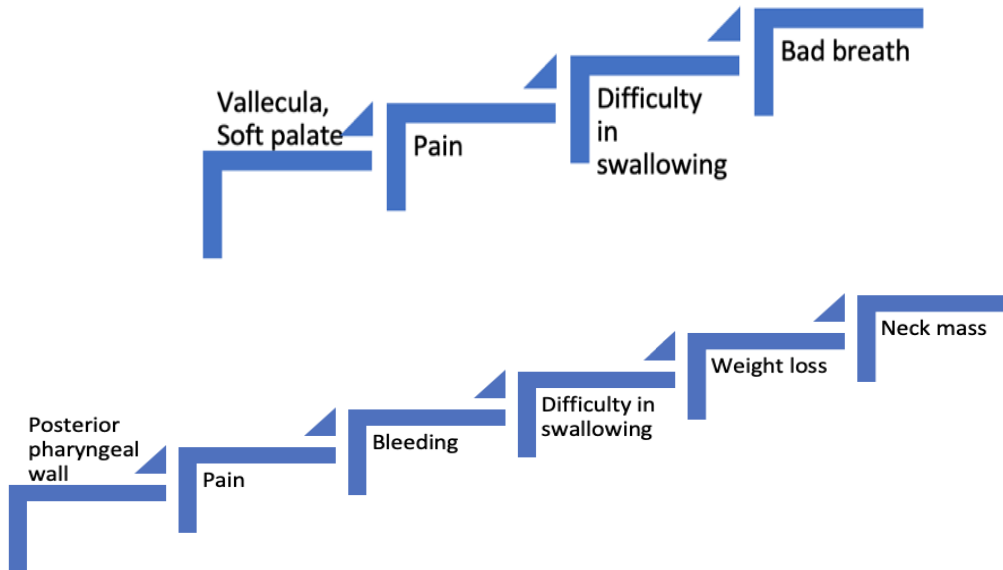 Vallecula,
Soft palate
Pain
Difficulty
in
swallowing
Bad breath
Posterior
pharyngeal
wall
Pain
Bleeding
Difficulty in
swallowing
Weight loss
Neck mass